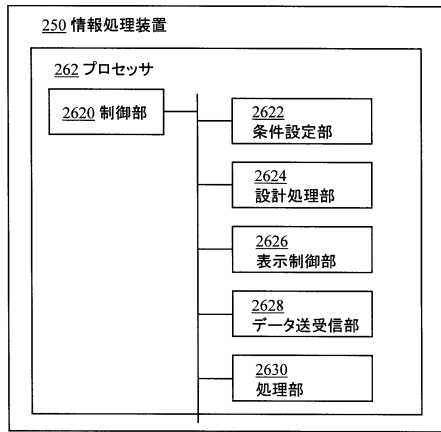 250 情報処理装置
262 プロセッサ
2620 制御部
2622
条件設定部
2624
設計処理部
2626
表示制御部
2628
データ送受信部
2630
処理部